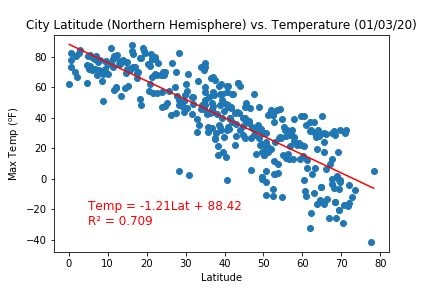 City Latitude (Northern Hemisphere) vs. Temperature (01/03/20)
80
60
40
20
0
−20
−40
Max Temp (°F)
Temp = -1.21Lat + 88.42
R² = 0.709
0 10 20 30 40 50 60 70 80
Latitude